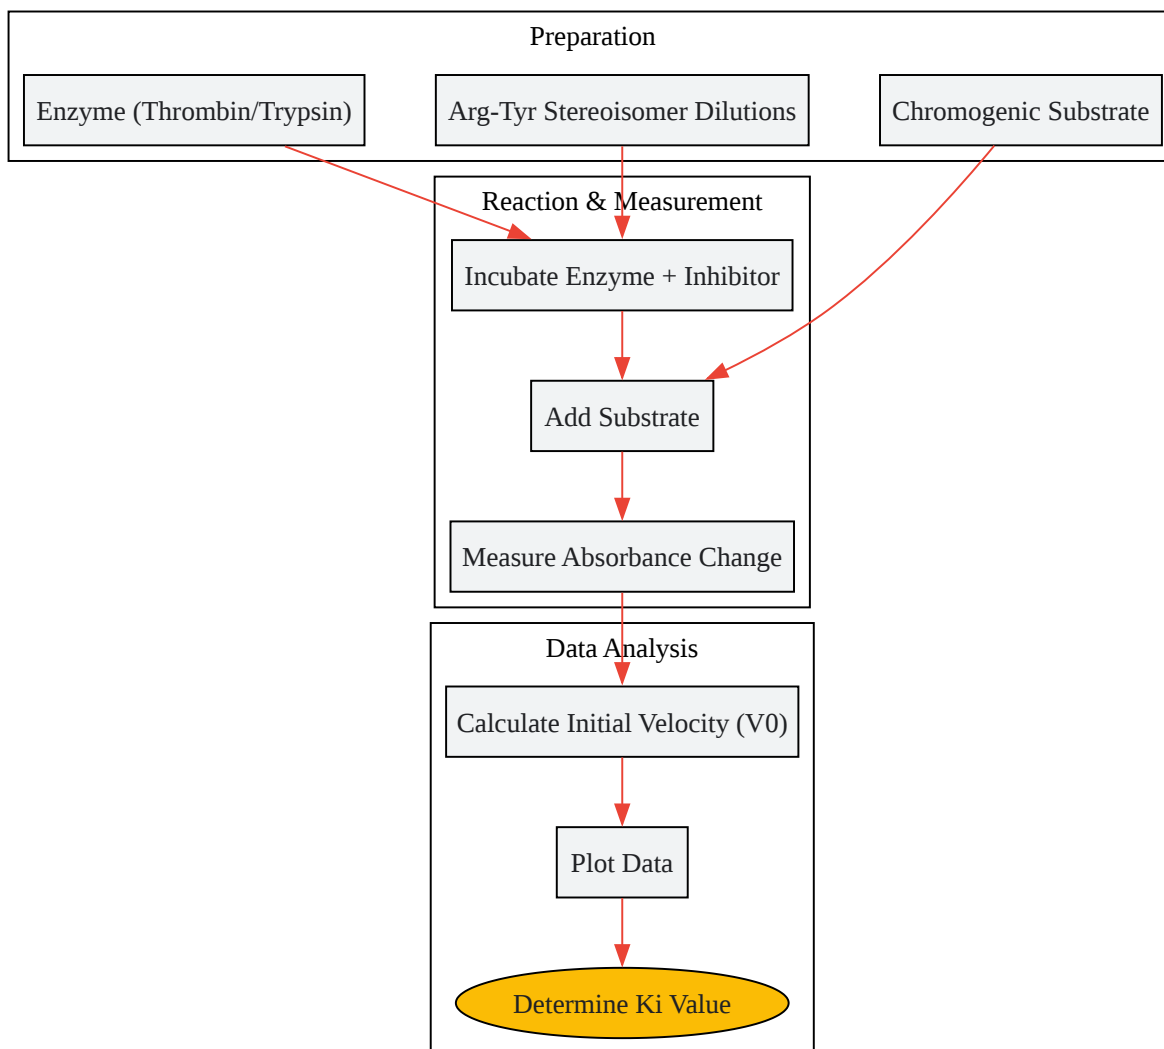 Preparation
Enzyme (Thrombin/Trypsin)
Arg-Tyr Stereoisomer Dilutions
Chromogenic Substrate
Reaction & Measurement
Incubate Enzyme + Inhibitor
Add Substrate
Measure Absorbance Change
Data Analysis
Calculate Initial Velocity (V0)
Plot Data
Determine Ki Value